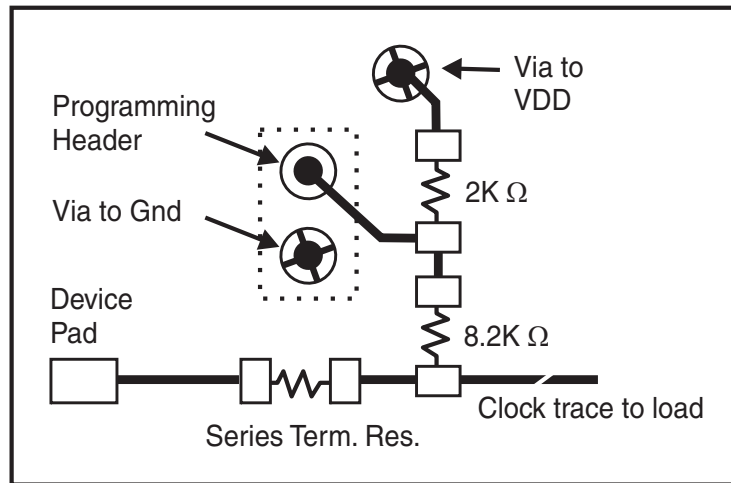 Via to
VDD
Programming
Header
2K Ω
Via to Gnd
Device
Pad
8.2K Ω
Clock trace to load
Series Term. Res.